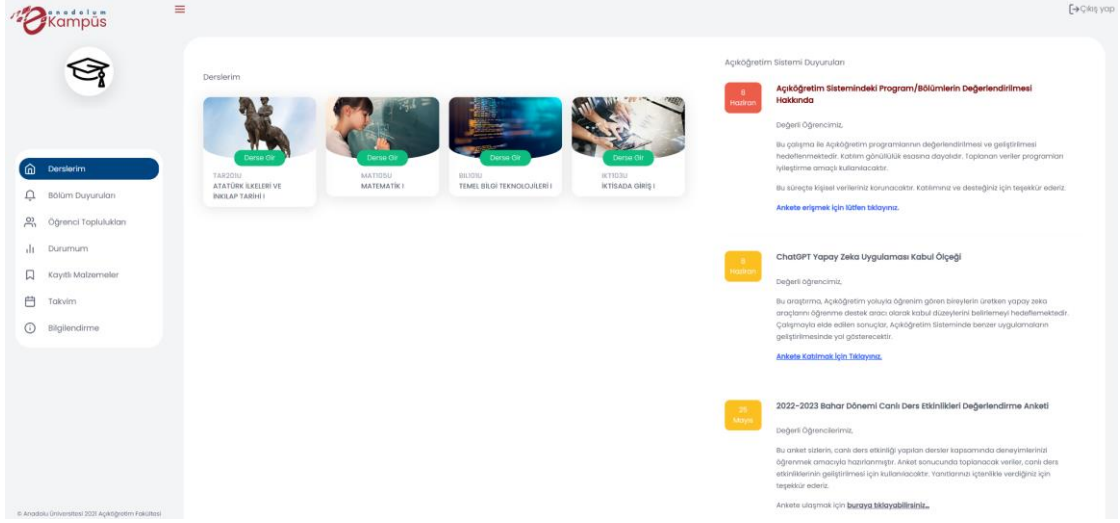 anadolum
eKampüs
Çıkış yap
Derslerim
Bölüm Duyuruları
Öğrenci Toplulukları
Durumum
Kayıtlı Malzemeler
Takvim
Bilgilendirme
© Anadolu Üniversitesi 2021 Açıköğretim Fakültesi
Derslerim
Derse Gir
TAR201U
ATATÜRK İLKELERİ VE
İNKILAP TARİHİ I
Derse Gir
MAT105U
MATEMATİK I
Derse Gir
BIL101U
TEMEL BİLGİ TEKNOLOJİLERİ I
Derse Gir
IKT103U
İKTİSADA GİRİŞ I
Açıköğretim Sistemi Duyuruları
8
Haziran
Açıköğretim Sistemindeki Program/Bölümlerin Değerlendirilmesi
Hakkında
Değerli Öğrencimiz,
Bu çalışma ile Açıköğretim programlarının değerlendirilmesi ve geliştirilmesi
hedeflenmektedir. Katılım gönüllülük esasına dayalıdır. Toplanan veriler programları
iyileştirme amaçlı kullanılacaktır.
Bu süreçte kişisel verileriniz korunacaktır. Katılımınız ve desteğiniz için teşekkür ederiz.
Ankete erişmek için lütfen tıklayınız.
Haziran
ChatGPT Yapay Zeka Uygulaması Kabul Ölçeği
Değerli öğrencimiz,
Bu araştırma, Açıköğretim yoluyla öğrenim gören bireylerin üretken yapay zeka
araçlarını öğrenme destek aracı olarak kabul düzeylerini belirlemeyi hedeflemektedir.
Çalışmayla elde edilen sonuçlar, Açıköğretim Sisteminde benzer uygulamaların
geliştirilmesinde yol gösterecektir.
Ankete Katılmak İçin Tıklayınız.
25
Mayıs
2022-2023 Bahar Dönemi Canlı Ders Etkinlikleri Değerlendirme Anketi
Değerli Öğrencilerimiz,
Bu anket sizlerin, canlı ders etkinliği yapılan dersler kapsamında deneyimlerinizi
öğrenmek amacıyla hazırlanmıştır. Anket sonucunda toplanacak veriler, canlı ders
etkinliklerinin geliştirilmesi için kullanılacaktır. Yanıtlarınızı içtenlikle verdiğiniz için
teşekkür ederiz.
Ankete ulaşmak için buraya tıklayabilirsiniz...